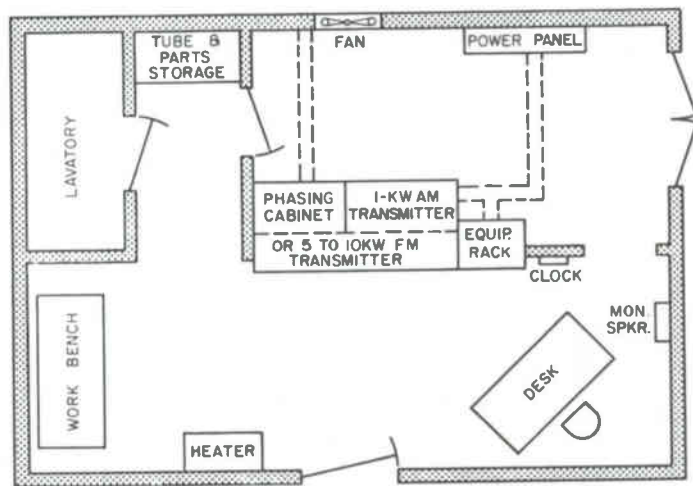 TUBE &
PARTS
STORAGE
FAN
POWER PANEL
LAVATORY
PHASING
CABINET
1-KW AM
TRANSMITTER
OR 5 TO 10KW FM
TRANSMITTER
EQUIP.
RACK
CLOCK
MON.
SPKR.
WORK BENCH
DESK
HEATER